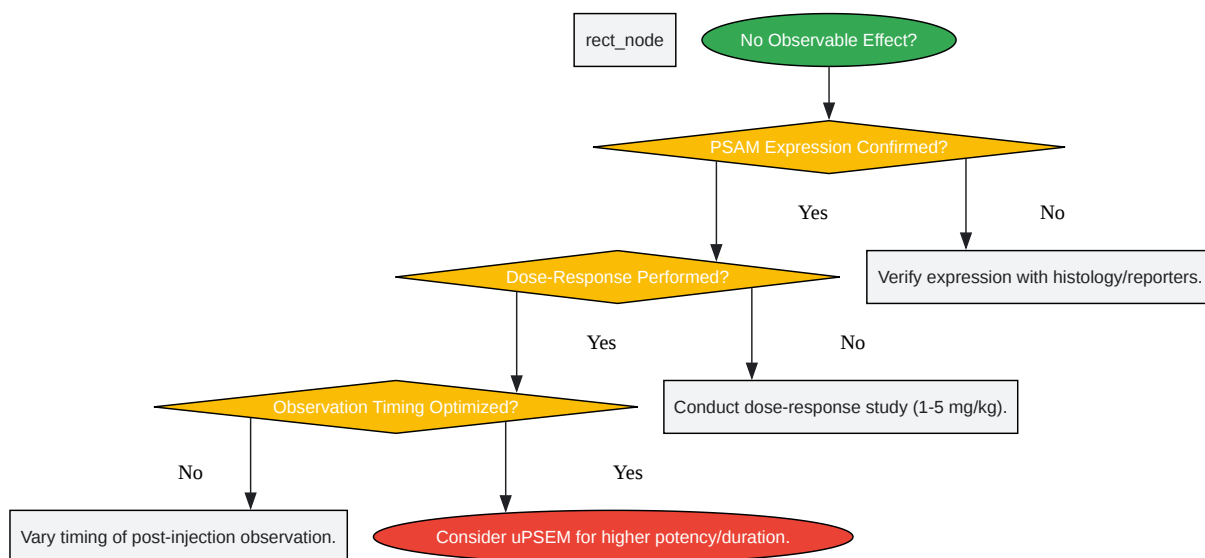 rect_node
No Observable Effect?
PSAM Expression Confirmed?
Yes
No
Dose-Response Performed?
Verify expression with histology/reporters.
Yes
No
Observation Timing Optimized?
Conduct dose-response study (1-5 mg/kg).
No
Yes
Vary timing of post-injection observation.
Consider uPSEM for higher potency/duration.